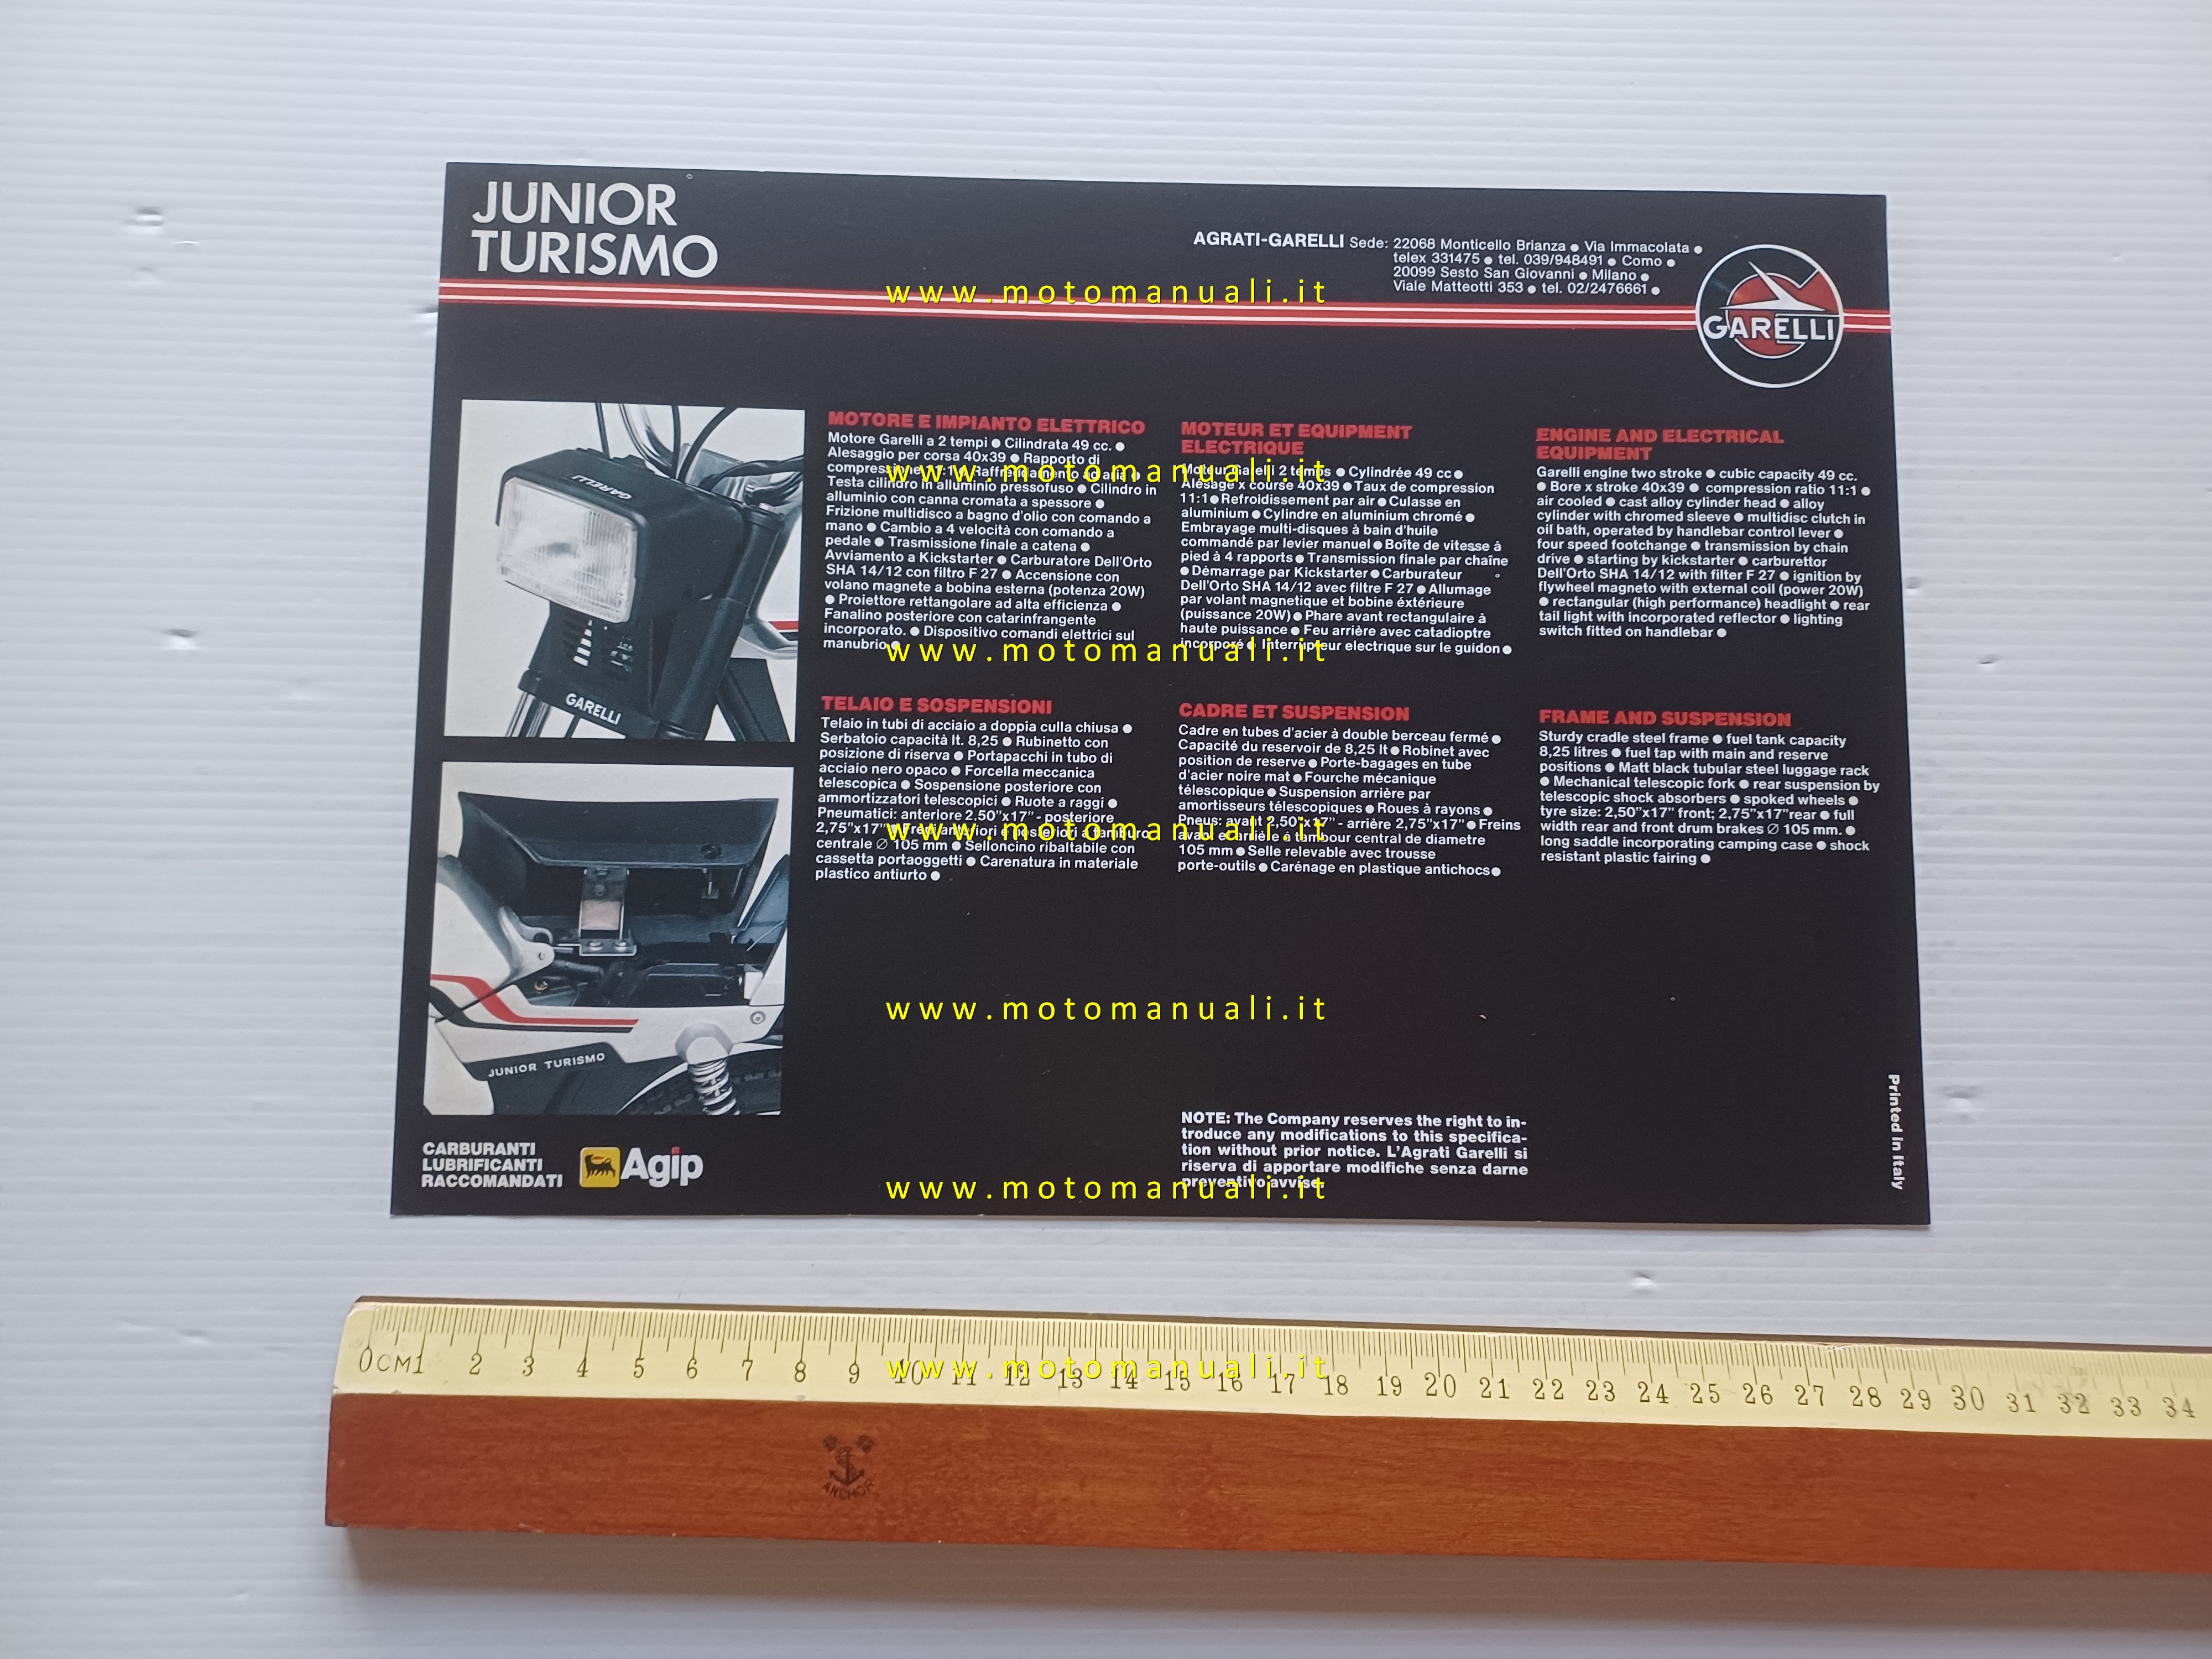 JUNIOR
TURISMO
AGRATI-GARELLI Sede: 22068 Monticello Brianza ● Via Immacolata ●
telex 331475 ● tel. 039/948491 ● Como ●
20099 Sesto San Giovanni ● Milano ●
Viale Matteotti 353 ● tel. 02/2476661 ●
GARELLI
www.motomanuali.it
GARELLI
GARELLI
MOTORE E IMPIANTO ELETTRICO
Motore Garelli a 2 tempi ● Cilindrata 49 cc. ●
Alesaggio per corsa 40x39 ● Rapporto di
compressione 11:1 ● Raffreddamento ad aria ●
Testa cilindro in alluminio pressofuso ● Cilindro in
alluminio con canna cromata a spessore ●
Frizione multidisco a bagno d'olio con comando a
mano ● Cambio a 4 velocità con comando a
pedale ● Trasmissione finale a catena ●
Avviamento a Kickstarter ● Carburatore Dell'Orto
SHA 14/12 con filtro F 27 ● Accensione con
volano magnete a bobina esterna (potenza 20W)
● Proiettore rettangolare ad alta efficienza ●
Fanalino posteriore con catarinfrangente
incorporato. ● Dispositivo comandi elettrici sul
manubrio ●
MOTEUR ET EQUIPMENT
ELECTRIQUE
Moteur Garelli 2 temps ● Cylindrée 49 cc ●
Alésage x course 40x39 ● Taux de compression
11:1 ● Refroidissement par air ● Culasse en
aluminium ● Cylindre en aluminium chromé ●
Embrayage multi-disques à bain d'huile
commandé par levier manuel ● Boîte de vitesse à
pied à 4 rapports ● Transmission finale par chaîne
● Démarrage par Kickstarter ● Carburateur
Dell'Orto SHA 14/12 avec filtre F 27 ● Allumage
par volant magnetique et bobine éxtérieure
(puissance 20W) ● Phare avant rectangulaire à
haute puissance ● Feu arrière avec catadioptre
incorporé ● Interrupteur electrique sur le guidon ●
ENGINE AND ELECTRICAL
EQUIPMENT
Garelli engine two stroke ● cubic capacity 49 cc.
● Bore x stroke 40x39 ● compression ratio 11:1 ●
air cooled ● cast alloy cylinder head ● alloy
cylinder with chromed sleeve ● multidisc clutch in
oil bath, operated by handlebar control lever ●
four speed footchange ● transmission by chain
drive ● starting by kickstarter ● carburettor
Dell'Orto SHA 14/12 with filter F 27 ● ignition by
flywheel magneto with external coil (power 20W)
● rectangular (high performance) headlight ● rear
tail light with incorporated reflector ● lighting
switch fitted on handlebar ●
www.motomanuali.it
www.motomanuali.it
TELAIO E SOSPENSIONI
Telaio in tubi di acciaio a doppia culla chiusa ●
Serbatoio capacità lt. 8,25 ● Rubinetto con
posizione di riserva ● Portapacchi in tubo di
acciaio nero opaco ● Forcella meccanica
telescopica ● Sospensione posteriore con
ammortizzatori telescopici ● Ruote a raggi ●
Pneumatici: anteriore 2.50"x17" - posteriore
2,75"x17" ● Freni anteriori e posteriori a tamburo
centrale ∅ 105 mm ●Selloncino ribaltabile con
cassetta portaoggetti ● Carenatura in materiale
plastico antiurto ●
CADRE ET SUSPENSION
Cadre en tubes d'acier à double berceau fermé ●
Capacité du reservoir de 8,25 lt ● Robinet avec
position de reserve ● Porte-bagages en tube
d'acier noire mat ● Fourche mécanique
télescopique ● Suspension arrière par
amortisseurs télescopiques ● Roues à rayons ●
Pneus: avant 2,50"x17" - arrière 2,75"x17" ● Freins
avant et arrière à tambour central de diametre
105 mm ● Selle relevable avec trousse
porte-outils ● Carénage en plastique antichocs ●
FRAME AND SUSPENSION
Sturdy cradle steel frame ● fuel tank capacity
8,25 litres ● fuel tap with main and reserve
positions ● Matt black tubular steel luggage rack
● Mechanical telescopic fork ● rear suspension by
telescopic shock absorbers ● spoked wheels ●
tyre size: 2,50"x17" front; 2,75"x17"rear ● full
width rear and front drum brakes ∅ 105 mm. ●
long saddle incorporating camping case ● shock
resistant plastic fairing ●
www.motomanuali.it
www.motomanuali.it
JUNIOR TURISMO
CARBURANTI
LUBRIFICANTI
RACCOMANDATI
Agip
NOTE: The Company reserves the right to in-
troduce any modifications to this specifica-
tion without prior notice. L'Agrati Garelli si
riserva di apportare modifiche senza darne
preventivo avviso.
www.motomanuali.it
Printed in Italy
0CM1 2 3 4 5 6 7 8 9 10 11 12 13 14 15 16 17 18 19 20 21 22 23 24 25 26 27 28 29 30 31 32 33 34
www.motomanuali.it
ANCHOR